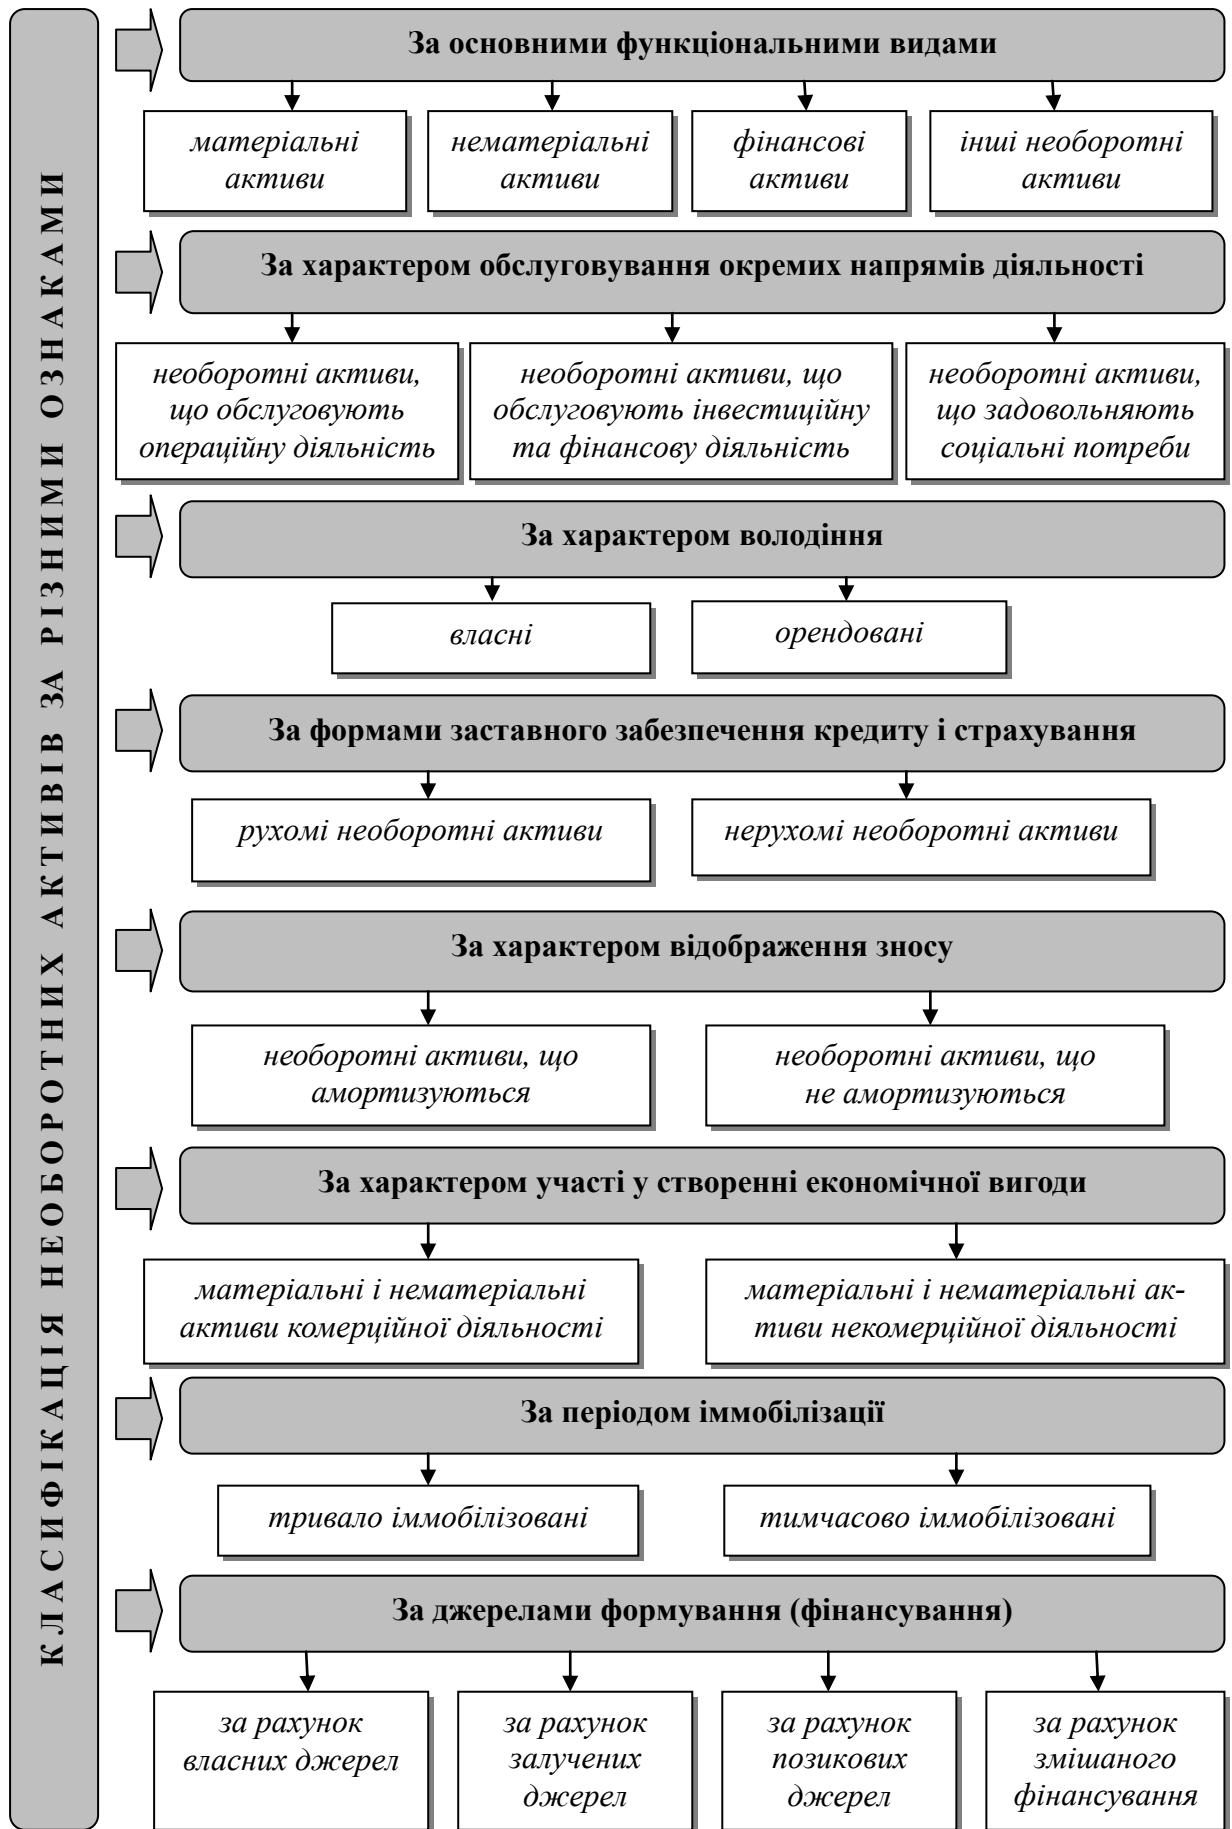 КЛАСИФІКАЦІЯ НЕОБОРОТНИХ АКТИВІВ ЗА РІЗНИМИ ОЗНАКАМИ
За основними функціональними видами
матеріальні
активи
нематеріальні
активи
фінансові
активи
інші необоротні
активи
За характером обслуговування окремих напрямів діяльності
необоротні активи,
що обслуговують
операційну діяльність
необоротні активи, що
обслуговують інвестиційну
та фінансову діяльність
необоротні активи,
що задовольняють
соціальні потреби
За характером володіння
власні
орендовані
За формами заставного забезпечення кредиту і страхування
рухомі необоротні активи
нерухомі необоротні активи
За характером відображення зносу
необоротні активи, що
амортизуються
необоротні активи, що
не амортизуються
За характером участі у створенні економічної вигоди
матеріальні і нематеріальні
активи комерційної діяльності
матеріальні і нематеріальні ак-
тиви некомерційної діяльності
За періодом іммобілізації
тривало іммобілізовані
тимчасово іммобілізовані
За джерелами формування (фінансування)
за рахунок
власних джерел
за рахунок
залучених
джерел
за рахунок
позикових
джерел
за рахунок
змішаного
фінансування